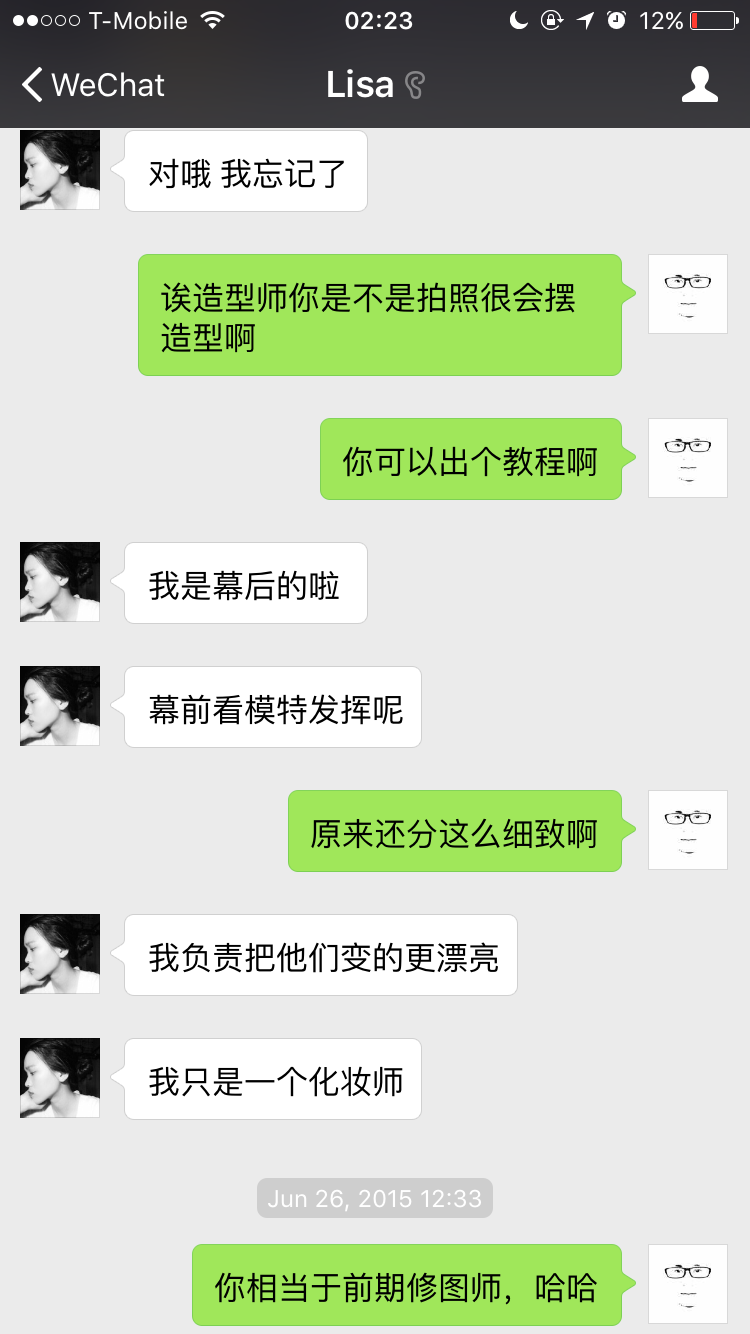 T-Mobile 02:23 12%
WeChat Lisa
对哦 我忘记了
诶造型师你是不是拍照很会摆
造型啊
你可以出个教程啊
我是幕后的啦
幕前看模特发挥呢
原来还分这么细致啊
我负责把他们变的更漂亮
我只是一个化妆师
Jun 26, 2015 12:33
你相当于前期修图师，哈哈